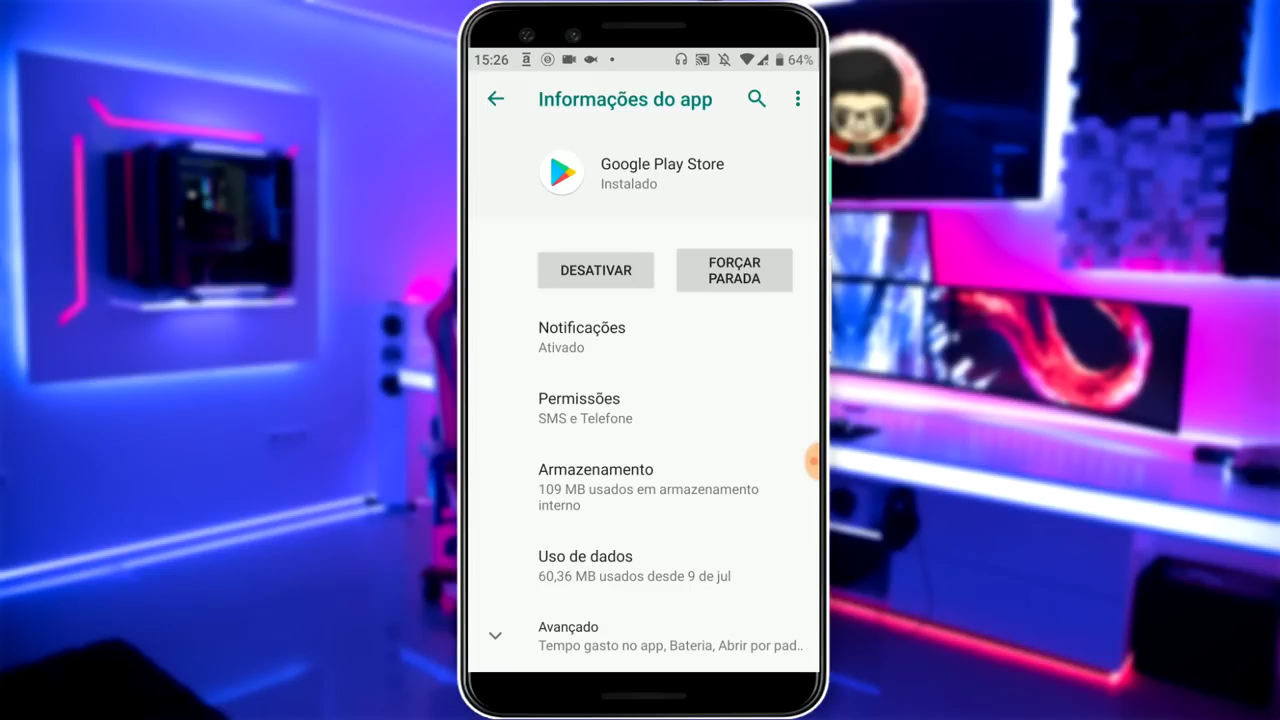 15:26 64%
Informações do app
Google Play Store
Instalado
DESATIVAR
FORÇAR
PARADA
Notificações
Ativado
Permissões
SMS e Telefone
Armazenamento
109 MB usados em armazenamento
interno
Uso de dados
60,36 MB usados desde 9 de jul
Avançado
Tempo gasto no app, Bateria, Abrir por pad..